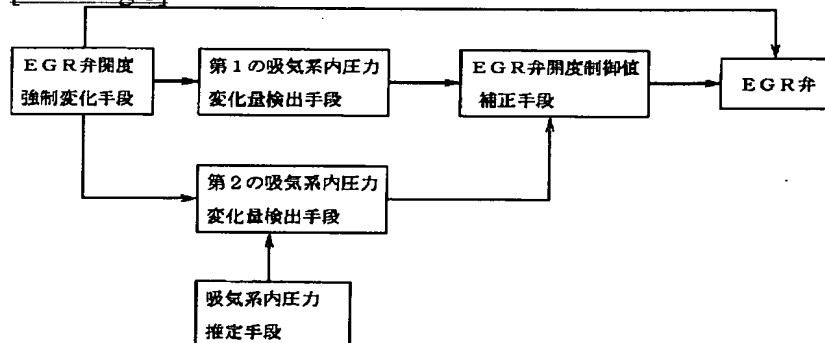 EGR弁開度
強制変化手段
第1の吸気系内圧力
変化量検出手段
EGR弁開度制御値
補正手段
EGR弁
第2の吸気系内圧力
変化量検出手段
吸気系内圧力
推定手段